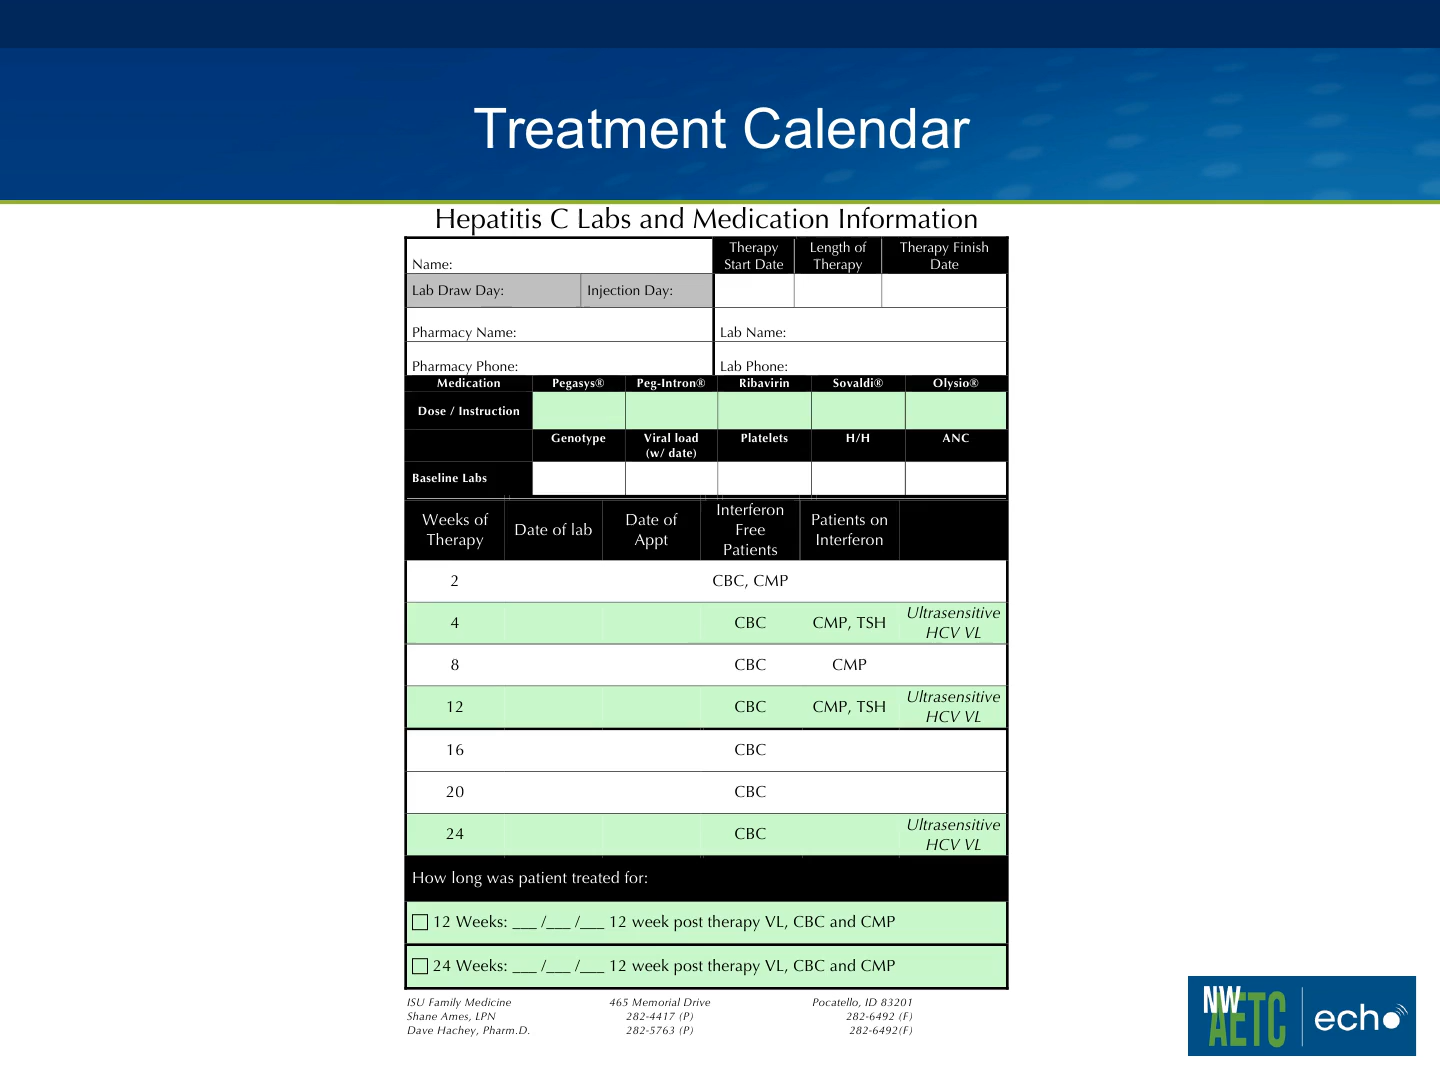 Treatment Calendar
Hepatitis C Labs and Medication Information
Name:
Therapy Start Date
Length of Therapy
Therapy Finish Date
Lab Draw Day:
Injection Day:
Pharmacy Name:
Lab Name:
Pharmacy Phone:
Lab Phone:
Medication Pegasys® Peg-Intron® Ribavirin Sovaldi® Olysio®
Dose / Instruction
Genotype Viral load (w/ date) Platelets H/H ANC
Baseline Labs
Weeks of Therapy Date of lab Date of Appt Interferon Free Patients Patients on Interferon
2 CBC, CMP
4 CBC CMP, TSH Ultrasensitive HCV VL
8 CBC CMP
12 CBC CMP, TSH Ultrasensitive HCV VL
16 CBC
20 CBC
24 CBC Ultrasensitive HCV VL
How long was patient treated for:
12 Weeks: ___ /___ /___ 12 week post therapy VL, CBC and CMP
24 Weeks: ___ /___ /___ 12 week post therapy VL, CBC and CMP
ISU Family Medicine 465 Memorial Drive Pocatello, ID 83201
Shane Ames, LPN 282-4417 (P) 282-6492 (F)
Dave Hachey, Pharm.D. 282-5763 (P) 282-6492(F)
NW AETC echo